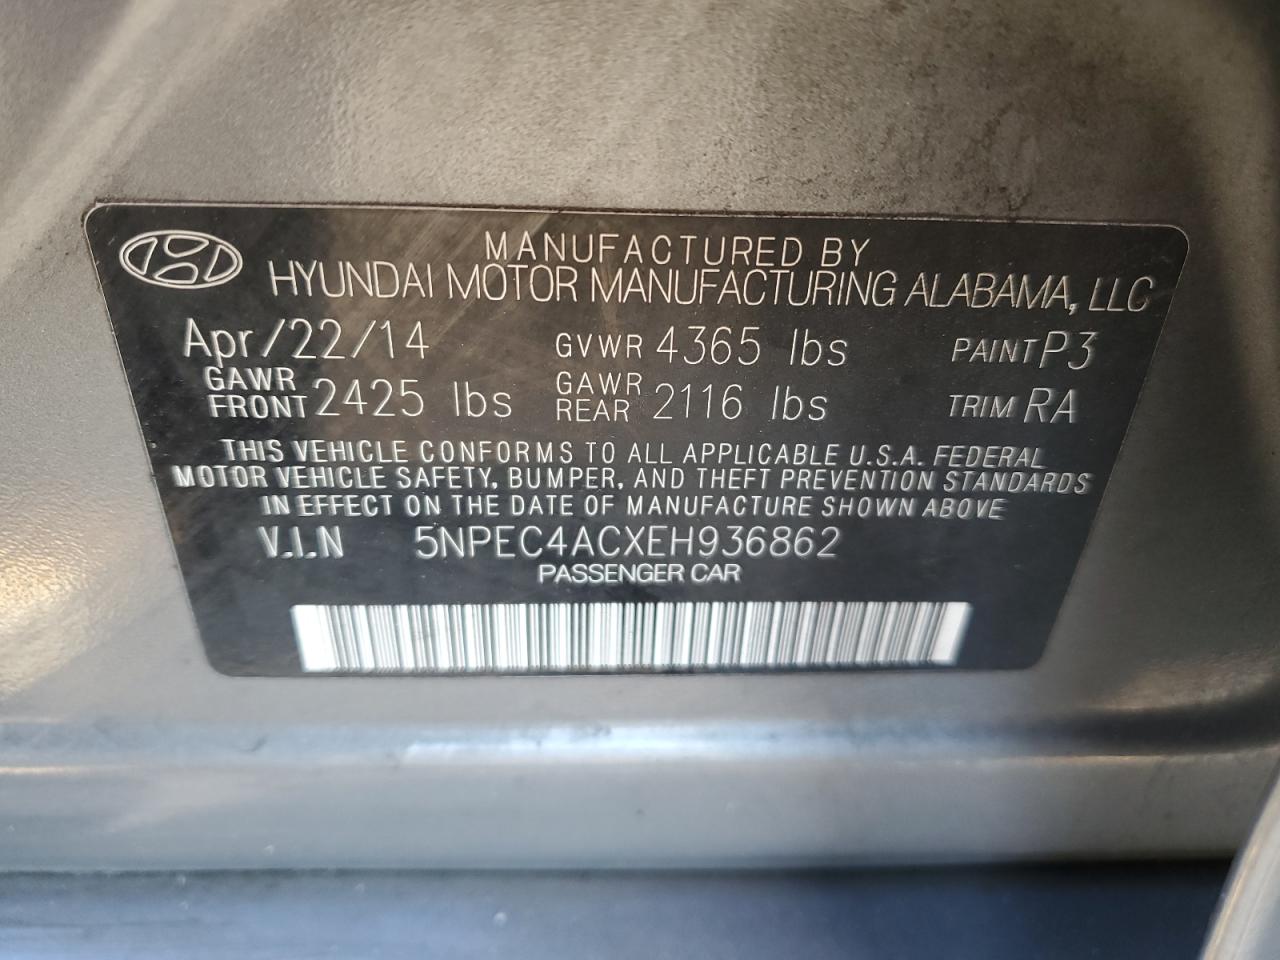 MANUFACTURED BY
HYUNDAI MOTOR MANUFACTURING ALABAMA, LLC
Apr/22/14 GVWR 4365 lbs PAINT P3
GAWR FRONT 2425 lbs GAWR REAR 2116 lbs TRIM RA
THIS VEHICLE CONFORMS TO ALL APPLICABLE U.S.A. FEDERAL
MOTOR VEHICLE SAFETY, BUMPER, AND THEFT PREVENTION STANDARDS
IN EFFECT ON THE DATE OF MANUFACTURE SHOWN ABOVE
V.I.N 5NPEC4ACXEH936862
PASSENGER CAR